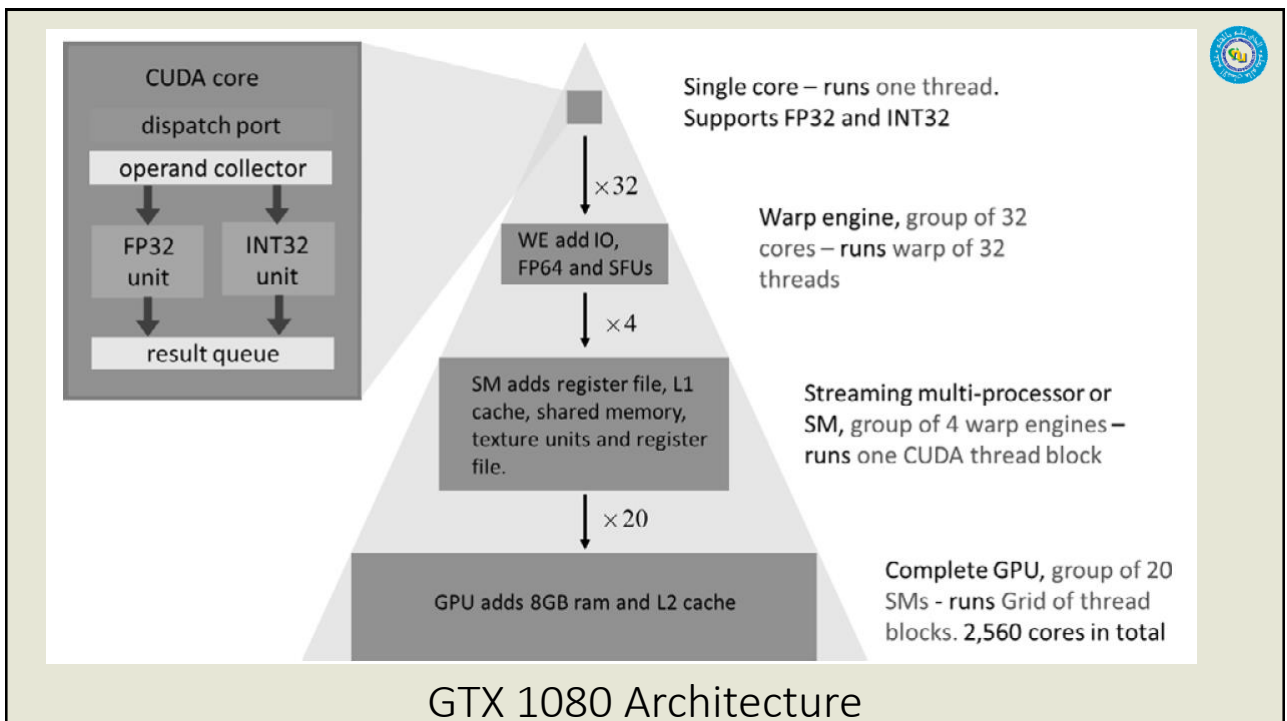 CUDA core
dispatch port
operand collector
FP32
unit
INT32
unit
result queue
Single core – runs one thread.
Supports FP32 and INT32
×32
WE add IO,
FP64 and SFUs
Warp engine, group of 32
cores – runs warp of 32
threads
×4
SM adds register file, L1
cache, shared memory,
texture units and register
file.
Streaming multi-processor or
SM, group of 4 warp engines –
runs one CUDA thread block
×20
GPU adds 8GB ram and L2 cache
Complete GPU, group of 20
SMs - runs Grid of thread
blocks. 2,560 cores in total
GTX 1080 Architecture